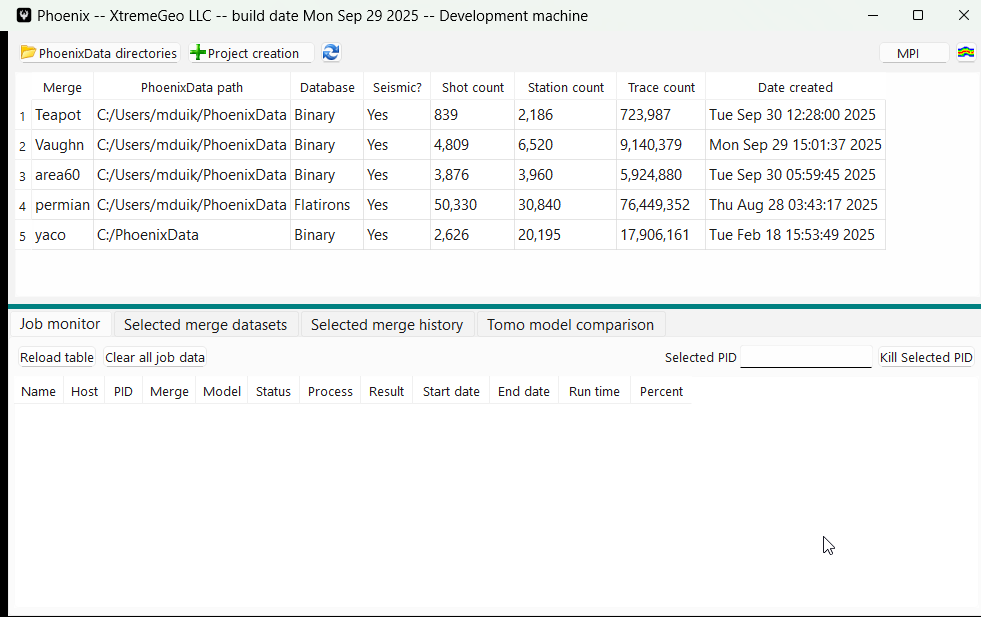 Phoenix -- XtremeGeo LLC -- build date Mon Sep 29 2025 -- Development machine
PhoenixData directories Project creation MPI
Merge PhoenixData path Database Seismic? Shot count Station count Trace count Date created
1 Teapot C:/Users/mduik/PhoenixData Binary Yes 839 2,186 723,987 Tue Sep 30 12:28:00 2025
2 Vaughn C:/Users/mduik/PhoenixData Binary Yes 4,809 6,520 9,140,379 Mon Sep 29 15:01:37 2025
3 area60 C:/Users/mduik/PhoenixData Binary Yes 3,876 3,960 5,924,880 Tue Sep 30 05:59:45 2025
4 permian C:/Users/mduik/PhoenixData Flatirons Yes 50,330 30,840 76,449,352 Thu Aug 28 03:43:17 2025
5 yaco C:/PhoenixData Binary Yes 2,626 20,195 17,906,161 Tue Feb 18 15:53:49 2025
Job monitor Selected merge datasets Selected merge history Tomo model comparison
Reload table Clear all job data Selected PID Kill Selected PID
Name Host PID Merge Model Status Process Result Start date End date Run time Percent